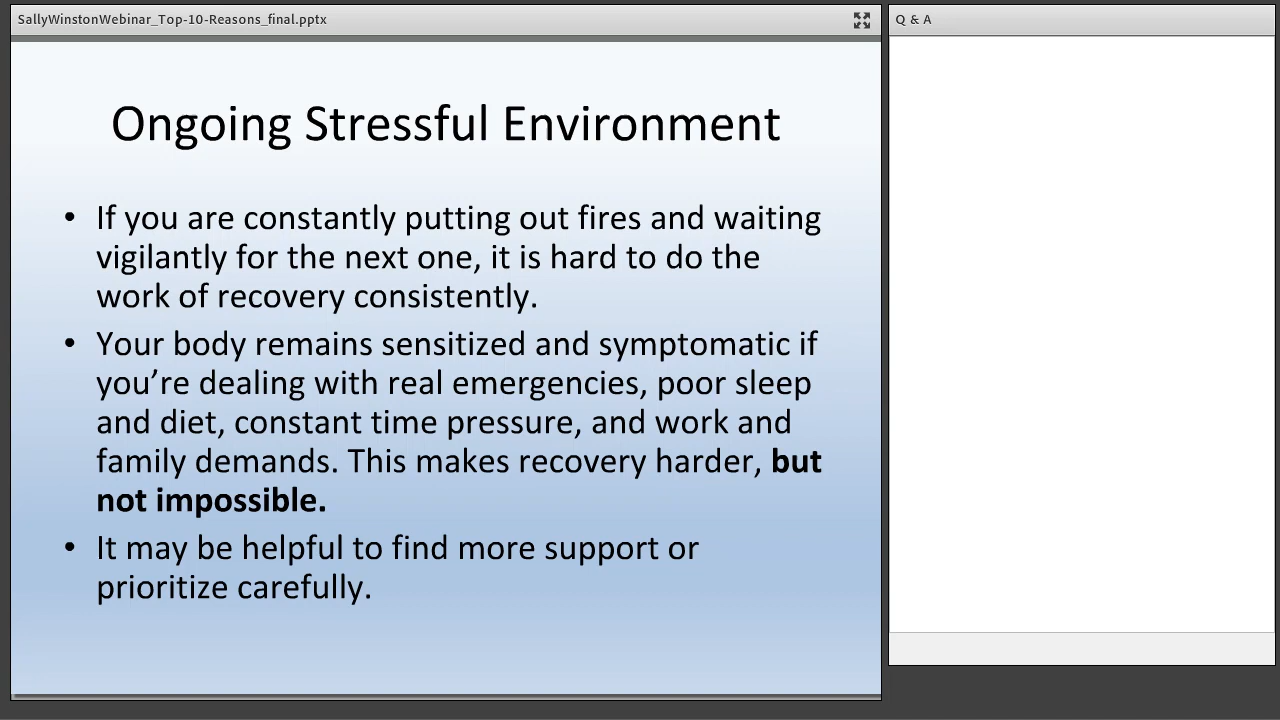 SallyWinstonWebinar_Top-10-Reasons_final.pptx
Q & A
Ongoing Stressful Environment
• If you are constantly putting out fires and waiting
vigilantly for the next one, it is hard to do the
work of recovery consistently.
• Your body remains sensitized and symptomatic if
you’re dealing with real emergencies, poor sleep
and diet, constant time pressure, and work and
family demands. This makes recovery harder, but
not impossible.
• It may be helpful to find more support or
prioritize carefully.